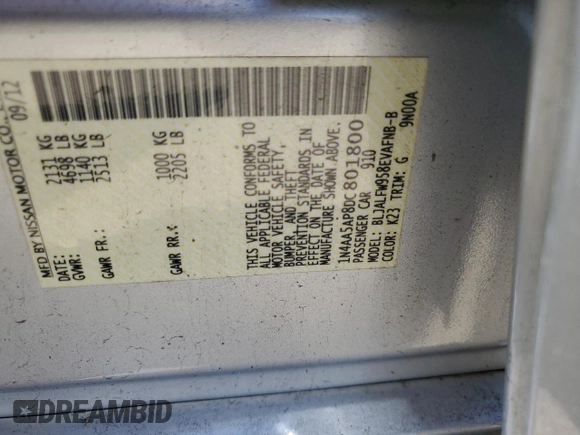 MFD BY NISSAN MOTOR CO.,
DATE: 09/12
GVWR: 2131 KG
4698 LB
GAWR FR: 1140 KG
2513 LB
GAWR RR: 1000 KG
2205 LB
THIS VEHICLE CONFORMS TO
ALL APPLICABLE FEDERAL
MOTOR VEHICLE SAFETY,
BUMPER, AND THEFT
PREVENTION STANDARDS IN
EFFECT ON THE DATE OF
MANUFACTURE SHOWN ABOVE.
1N4AA5AP8DC801800
PASSENGER CAR 910
BLJALFW958EVAFNB-B
COLOR: K23 TRIM: G 9N00A
DREAMBID